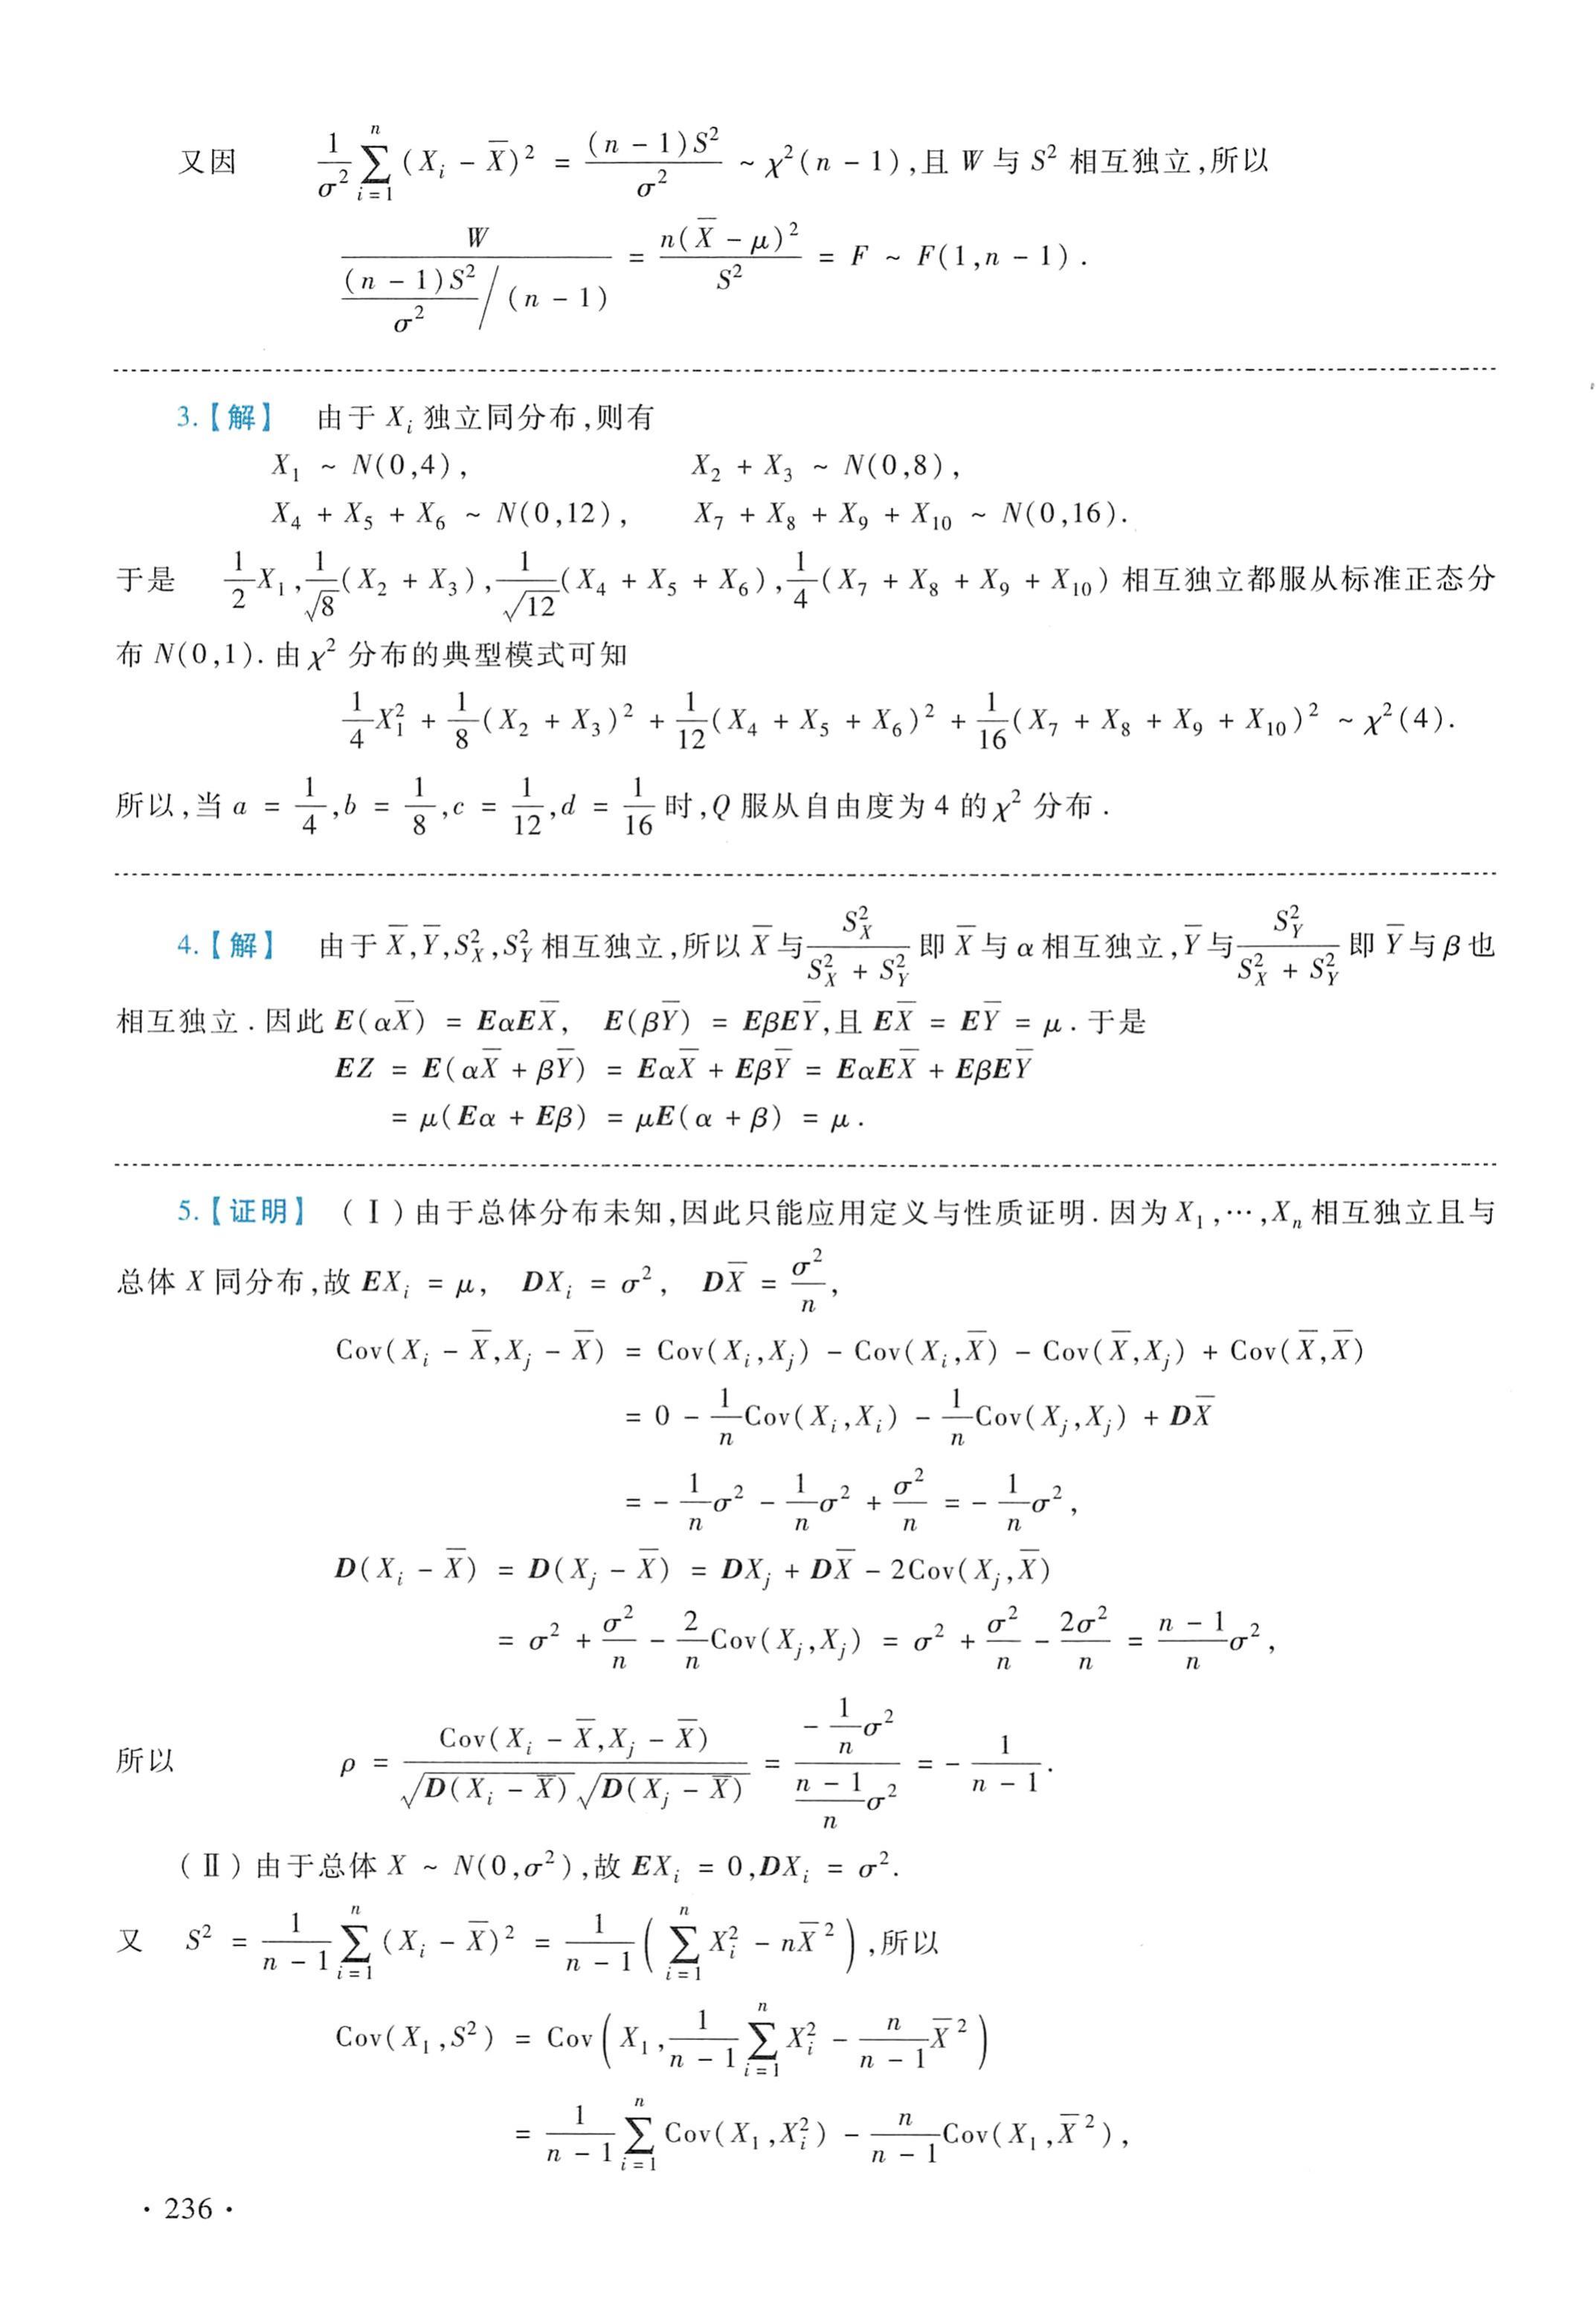 又因 $\frac{1}{\sigma^2}\sum_{i=1}^{n}(X_i-\overline{X})^2=\frac{(n-1)S^2}{\sigma^2}\sim\chi^2(n-1)$,且 $W$ 与 $S^2$ 相互独立,所以
$\frac{W}{\frac{(n-1)S^2}{\sigma^2}/(n-1)}=\frac{n(\overline{X}-\mu)^2}{S^2}=F\sim F(1,n-1).$
3.【解】 由于 $X_i$ 独立同分布,则有
$X_1\sim N(0,4),$ $X_2+X_3\sim N(0,8),$
$X_4+X_5+X_6\sim N(0,12),$ $X_7+X_8+X_9+X_{10}\sim N(0,16).$
于是 $\frac{1}{2}X_1,\frac{1}{\sqrt{8}}(X_2+X_3),\frac{1}{\sqrt{12}}(X_4+X_5+X_6),\frac{1}{4}(X_7+X_8+X_9+X_{10})$ 相互独立都服从标准正态分
布 $N(0,1)$. 由 $\chi^2$ 分布的典型模式可知
$\frac{1}{4}X_1^2+\frac{1}{8}(X_2+X_3)^2+\frac{1}{12}(X_4+X_5+X_6)^2+\frac{1}{16}(X_7+X_8+X_9+X_{10})^2\sim\chi^2(4).$
所以,当 $a=\frac{1}{4},b=\frac{1}{8},c=\frac{1}{12},d=\frac{1}{16}$ 时,$Q$ 服从自由度为 4 的 $\chi^2$ 分布.
4.【解】 由于 $\overline{X},\overline{Y},S_X^2,S_Y^2$ 相互独立,所以 $\overline{X}$ 与 $\frac{S_X^2}{S_X^2+S_Y^2}$ 即 $\overline{X}$ 与 $\alpha$ 相互独立,$\overline{Y}$ 与 $\frac{S_Y^2}{S_X^2+S_Y^2}$ 即 $\overline{Y}$ 与 $\beta$ 也
相互独立. 因此 $E(\alpha\overline{X})=E\alpha E\overline{X},$ $E(\beta\overline{Y})=E\beta E\overline{Y}$,且 $E\overline{X}=E\overline{Y}=\mu$. 于是
$EZ=E(\alpha\overline{X}+\beta\overline{Y})=E\alpha\overline{X}+E\beta\overline{Y}=E\alpha E\overline{X}+E\beta E\overline{Y}$
$=\mu(E\alpha+E\beta)=\mu E(\alpha+\beta)=\mu.$
5.【证明】 (Ⅰ)由于总体分布未知,因此只能应用定义与性质证明. 因为 $X_1,\cdots,X_n$ 相互独立且与
总体 $X$ 同分布,故 $EX_i=\mu,$ $DX_i=\sigma^2,$ $D\overline{X}=\frac{\sigma^2}{n},$
$\mathrm{Cov}(X_i-\overline{X},X_j-\overline{X})=\mathrm{Cov}(X_i,X_j)-\mathrm{Cov}(X_i,\overline{X})-\mathrm{Cov}(\overline{X},X_j)+\mathrm{Cov}(\overline{X},\overline{X})$
$=0-\frac{1}{n}\mathrm{Cov}(X_i,X_i)-\frac{1}{n}\mathrm{Cov}(X_j,X_j)+D\overline{X}$
$=-\frac{1}{n}\sigma^2-\frac{1}{n}\sigma^2+\frac{\sigma^2}{n}=-\frac{1}{n}\sigma^2,$
$D(X_i-\overline{X})=D(X_j-\overline{X})=DX_j+D\overline{X}-2\mathrm{Cov}(X_j,\overline{X})$
$=\sigma^2+\frac{\sigma^2}{n}-\frac{2}{n}\mathrm{Cov}(X_j,X_j)=\sigma^2+\frac{\sigma^2}{n}-\frac{2\sigma^2}{n}=\frac{n-1}{n}\sigma^2,$
所以 $\rho=\frac{\mathrm{Cov}(X_i-\overline{X},X_j-\overline{X})}{\sqrt{D(X_i-\overline{X})}\sqrt{D(X_j-\overline{X})}}=\frac{-\frac{1}{n}\sigma^2}{\frac{n-1}{n}\sigma^2}=-\frac{1}{n-1}.$
(Ⅱ)由于总体 $X\sim N(0,\sigma^2)$,故 $EX_i=0,DX_i=\sigma^2.$
又 $S^2=\frac{1}{n-1}\sum_{i=1}^{n}(X_i-\overline{X})^2=\frac{1}{n-1}\left(\sum_{i=1}^{n}X_i^2-n\overline{X}^2\right)$,所以
$\mathrm{Cov}(X_1,S^2)=\mathrm{Cov}\left(X_1,\frac{1}{n-1}\sum_{i=1}^{n}X_i^2-\frac{n}{n-1}\overline{X}^2\right)$
$=\frac{1}{n-1}\sum_{i=1}^{n}\mathrm{Cov}(X_1,X_i^2)-\frac{n}{n-1}\mathrm{Cov}(X_1,\overline{X}^2),$
· 236 ·